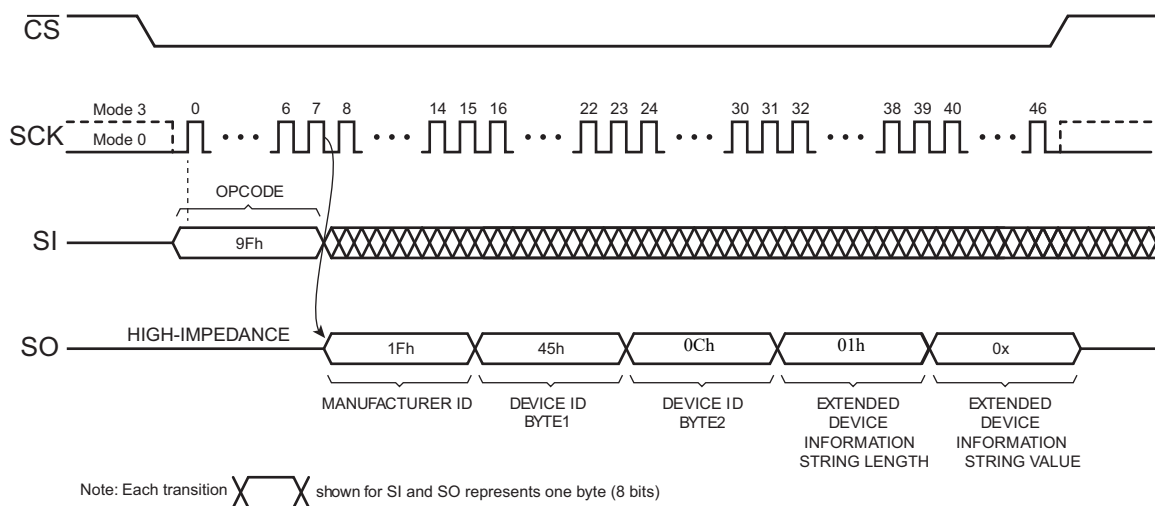 CS
Mode 3
0 6 7 8 14 15 16 22 23 24 30 31 32 38 39 40 46
SCK
Mode 0
OPCODE
SI
9Fh
HIGH-IMPEDANCE
SO
1Fh 45h 0Ch 01h 0x
MANUFACTURER ID DEVICE ID DEVICE ID EXTENDED EXTENDED
BYTE1 BYTE2 DEVICE DEVICE
INFORMATION INFORMATION
STRING LENGTH STRING VALUE
Note: Each transition shown for SI and SO represents one byte (8 bits)